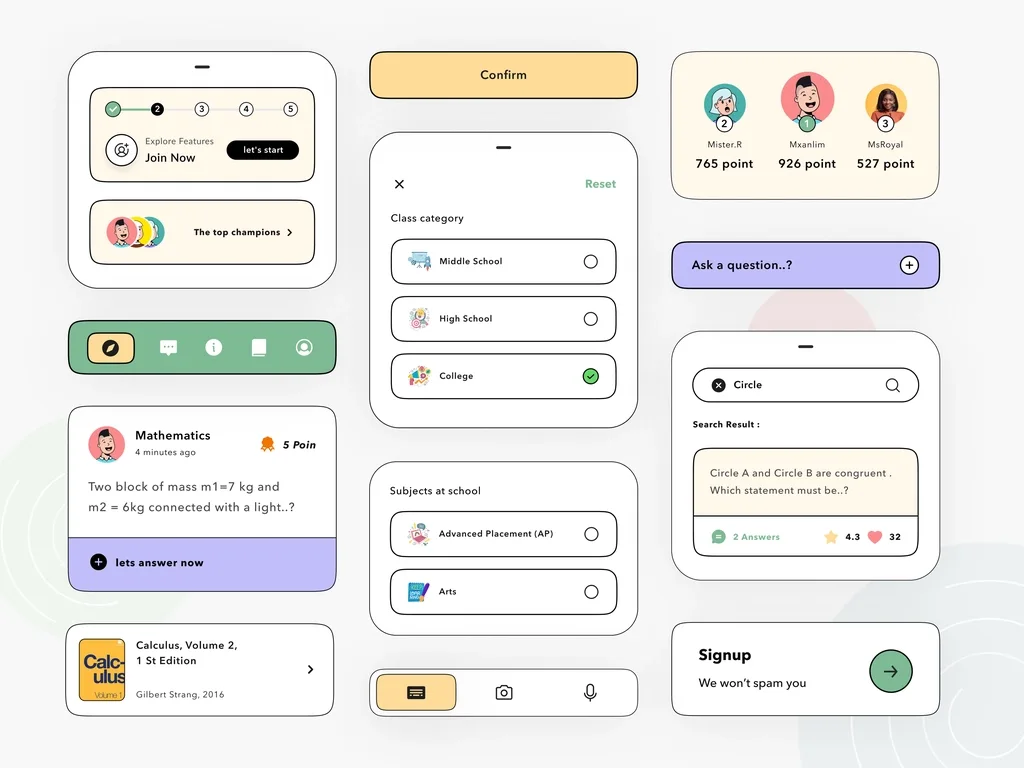 2
3
4
5
Explore Features
Join Now
let's start
The top champions
Mathematics
4 minutes ago
5 Poin
Two block of mass m1=7 kg and
m2 = 6kg connected with a light..?
lets answer now
Calc-
ulus
Volume 1
Calculus, Volume 2,
1 St Edition
Gilbert Strang, 2016
Confirm
Reset
Class category
Middle School
High School
College
Subjects at school
Advanced Placement (AP)
Arts
2
1
3
Mister.R
Mxanlim
MsRoyal
765 point
926 point
527 point
Ask a question..?
Circle
Search Result :
Circle A and Circle B are congruent .
Which statement must be..?
2 Answers
4.3
32
Signup
We won't spam you